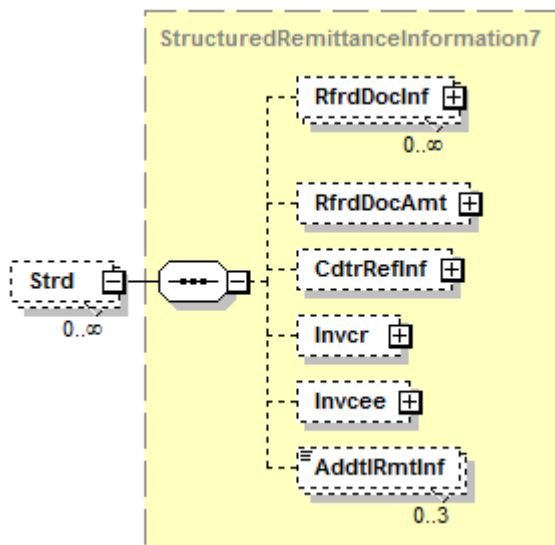 StructuredRemittanceInformation7
RfrdDocInf
0..∞
RfrdDocAmt
Strd
0..∞
CdtrRefInf
Invcr
Invcee
AddtlRmtInf
0..3